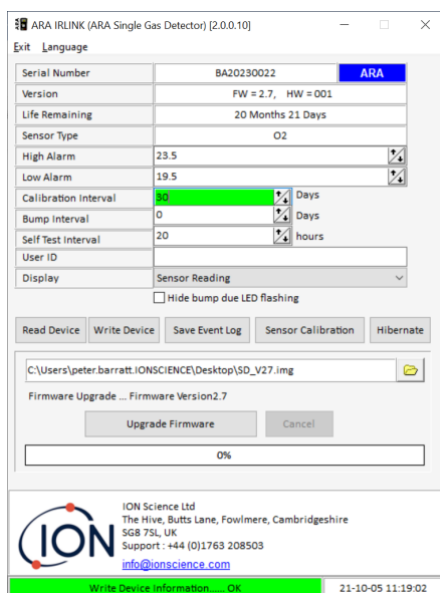 ARA IRLINK (ARA Single Gas Detector) [2.0.0.10]
Exit Language
Serial Number BA20230022 ARA
Version FW = 2.7, HW = 001
Life Remaining 20 Months 21 Days
Sensor Type O2
High Alarm 23.5
Low Alarm 19.5
Calibration Interval 30 Days
Bump Interval 0 Days
Self Test Interval 20 hours
User ID
Display Sensor Reading
Hide bump due LED flashing
Read Device Write Device Save Event Log Sensor Calibration Hibernate
C:\Users\peter.barratt.IONSCIENCE\Desktop\SD_V27.img
Firmware Upgrade ... Firmware Version2.7
Upgrade Firmware Cancel
0%
ION Science Ltd
The Hive, Butts Lane, Fowlmere, Cambridgeshire
SG8 7SL, UK
Support : +44 (0)1763 208503
info@ionscience.com
ION
Write Device Information...... OK 21-10-05 11:19:02